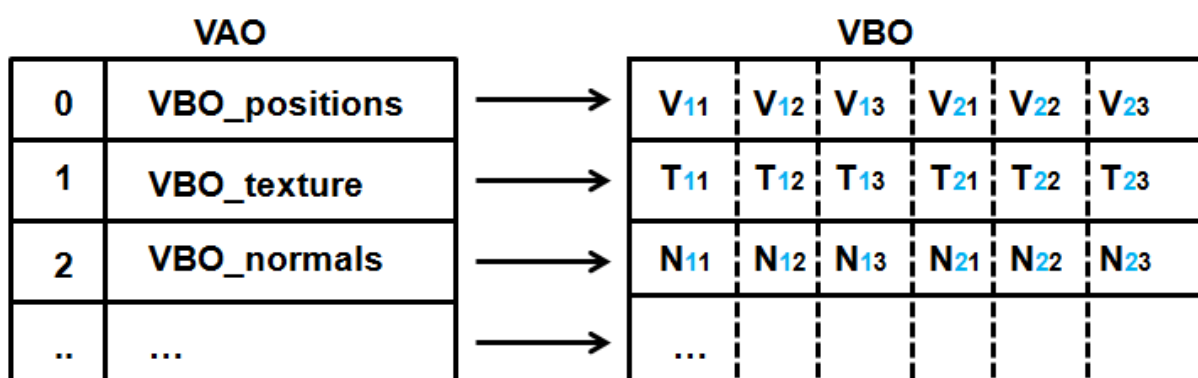 VAO VBO
0 VBO_positions V11 V12 V13 V21 V22 V23
1 VBO_texture T11 T12 T13 T21 T22 T23
2 VBO_normals N11 N12 N13 N21 N22 N23
.. ... ...